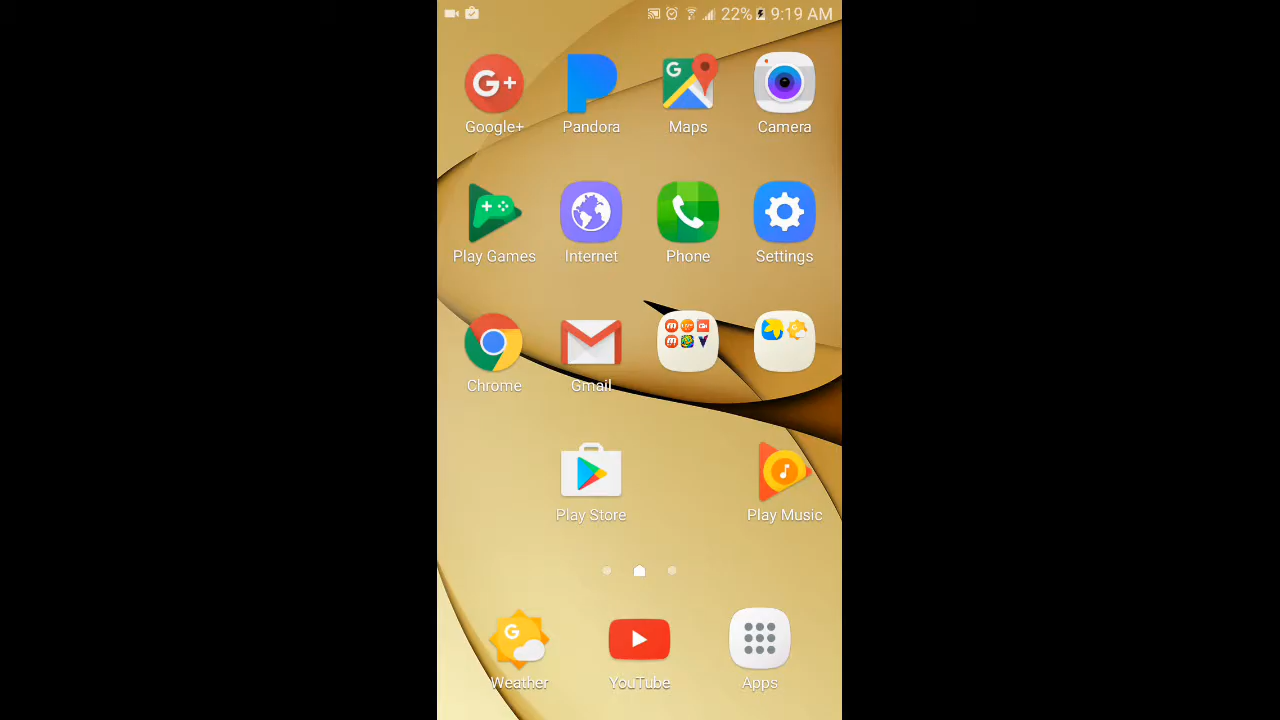 22% 9:19 AM
G+
G
Google+ Pandora Maps Camera
Play Games Internet Phone Settings
Chrome Gmail
Play Store Play Music
G
Weather YouTube Apps